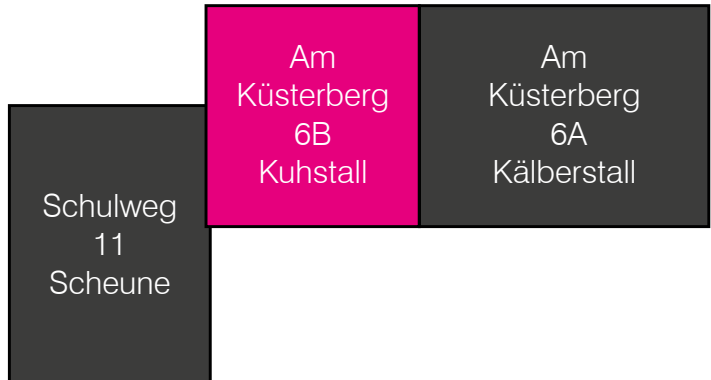 Am
Küsterberg
6B
Kuhstall
Am
Küsterberg
6A
Kälberstall
Schulweg
11
Scheune